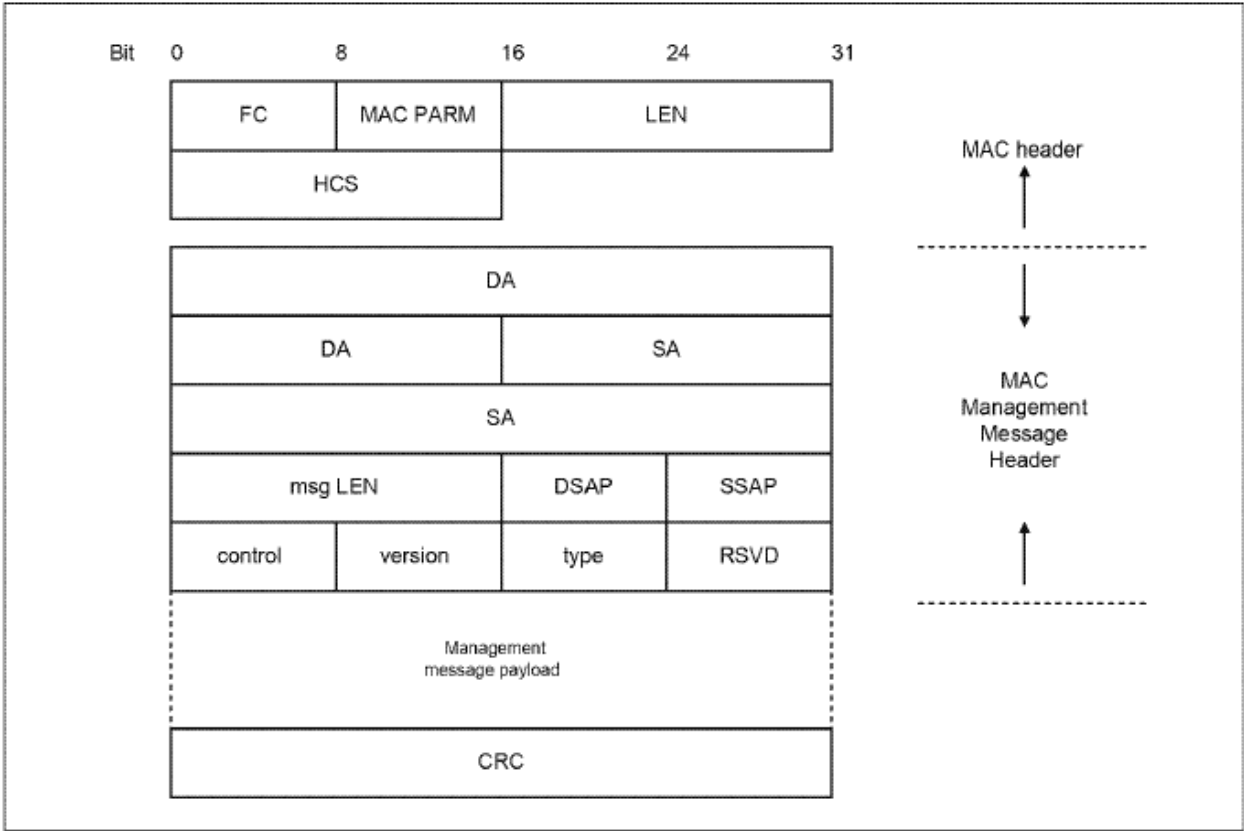 Bit 0 8 16 24 31
FC MAC PARM LEN
HCS
MAC header
DA
DA SA
SA
msg LEN DSAP SSAP
control version type RSVD
MAC
Management
Message
Header
Management
message payload
CRC